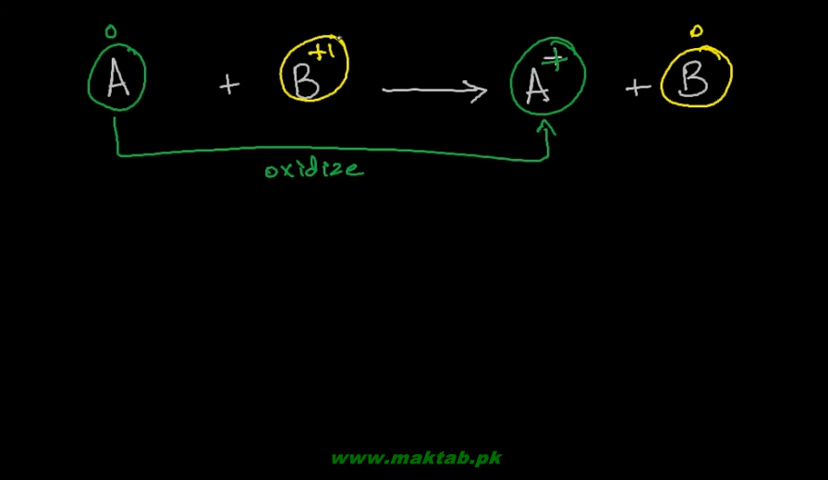 0 0
A + B+1 ⟶ A+ + B
oxidize
www.maktab.pk